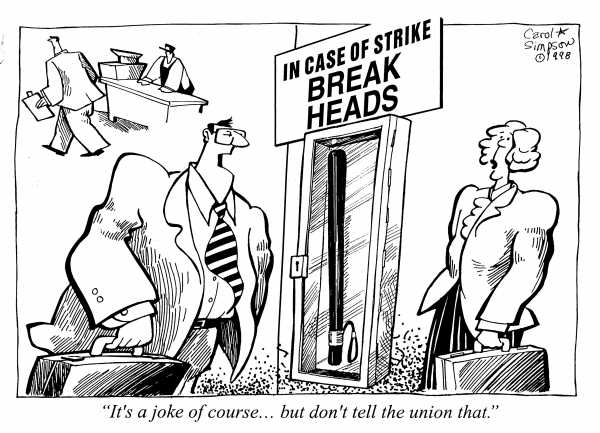 Carol★
Simpson
©1998
IN CASE OF STRIKE
BREAK
HEADS
"It's a joke of course... but don't tell the union that."